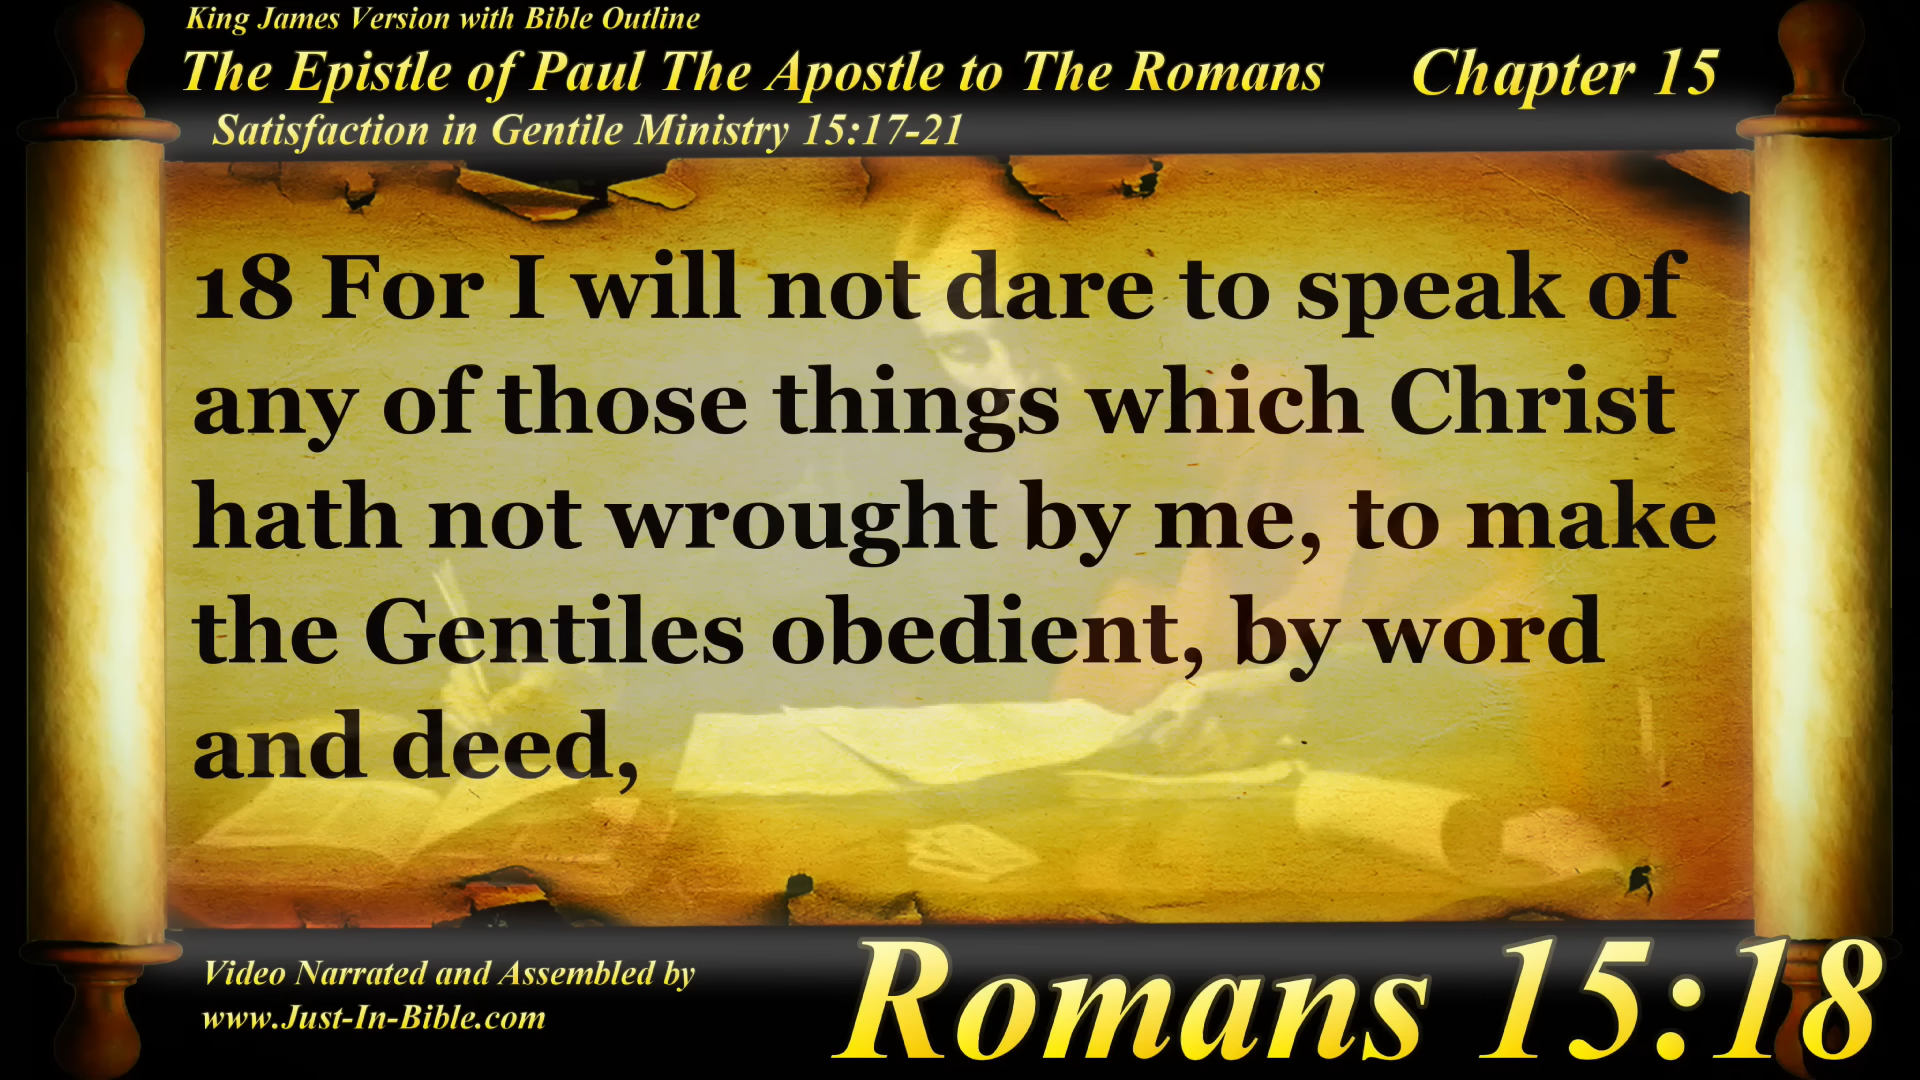 King James Version with Bible Outline
The Epistle of Paul The Apostle to The Romans Chapter 15
Satisfaction in Gentile Ministry 15:17-21
18 For I will not dare to speak of
any of those things which Christ
hath not wrought by me, to make
the Gentiles obedient, by word
and deed,
Video Narrated and Assembled by
www.Just-In-Bible.com
Romans 15:18